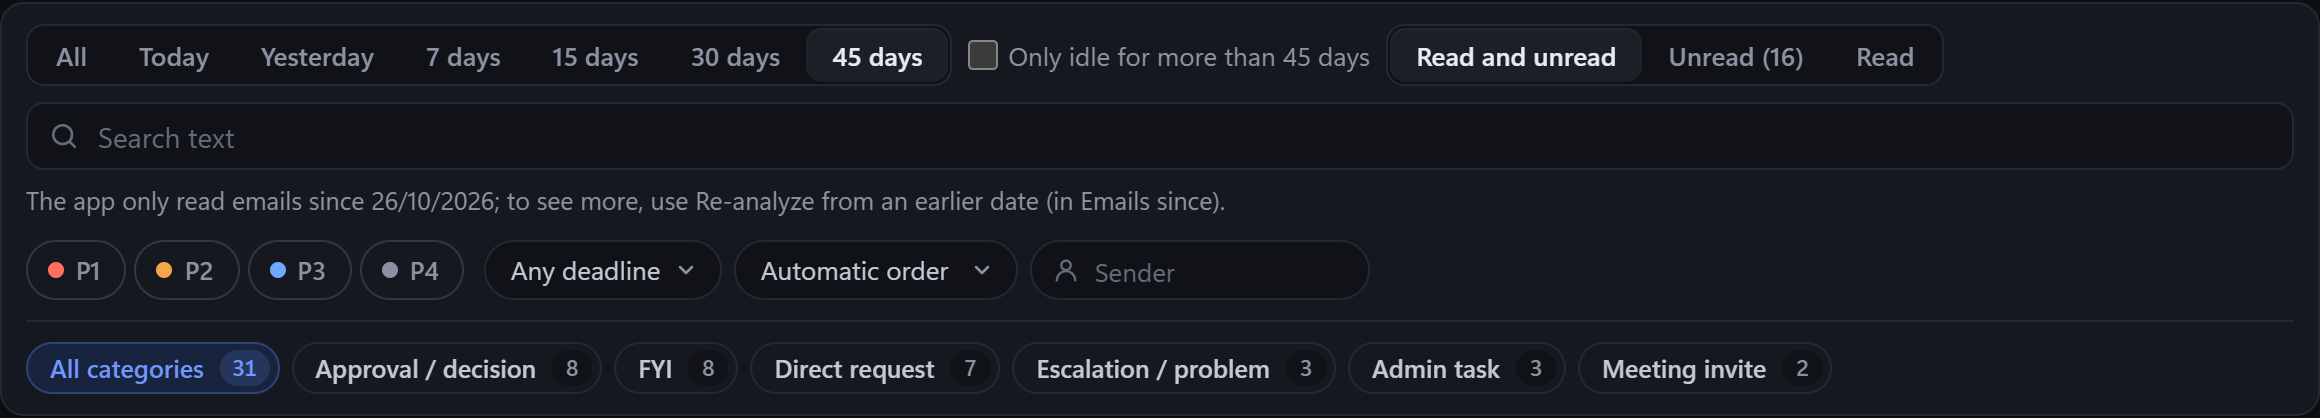 All Today Yesterday 7 days 15 days 30 days 45 days Only idle for more than 45 days Read and unread Unread (16) Read
Search text
The app only read emails since 26/10/2026; to see more, use Re-analyze from an earlier date (in Emails since).
P1 P2 P3 P4 Any deadline Automatic order Sender
All categories 31 Approval / decision 8 FYI 8 Direct request 7 Escalation / problem 3 Admin task 3 Meeting invite 2